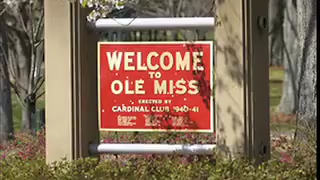 WELCOME
TO
OLE MISS
ERECTED BY
CARDINAL CLUB 1940-41